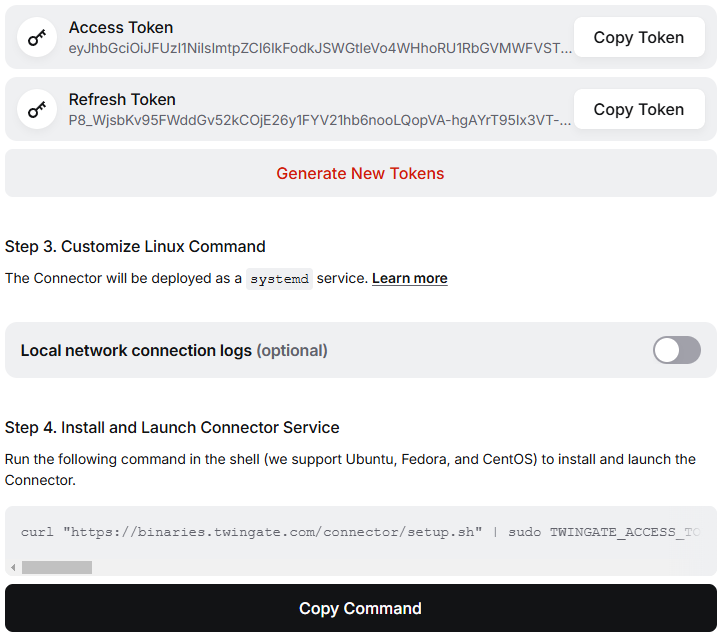 Access Token
eyJhbGciOiJFUzI1NiIsImtpZCI6IkFodkJSWGtleVo4WHhoRU1RbGVMWFVST...
Copy Token
Refresh Token
P8_WjsbKv95FWddGv52kCOjE26y1FYV21hb6nooLQopVA-hgAYrT95Ix3VT-...
Copy Token
Generate New Tokens
Step 3. Customize Linux Command
The Connector will be deployed as a systemd service. Learn more
Local network connection logs (optional)
Step 4. Install and Launch Connector Service
Run the following command in the shell (we support Ubuntu, Fedora, and CentOS) to install and launch the
Connector.
curl "https://binaries.twingate.com/connector/setup.sh" | sudo TWINGATE_ACCESS_TO
Copy Command